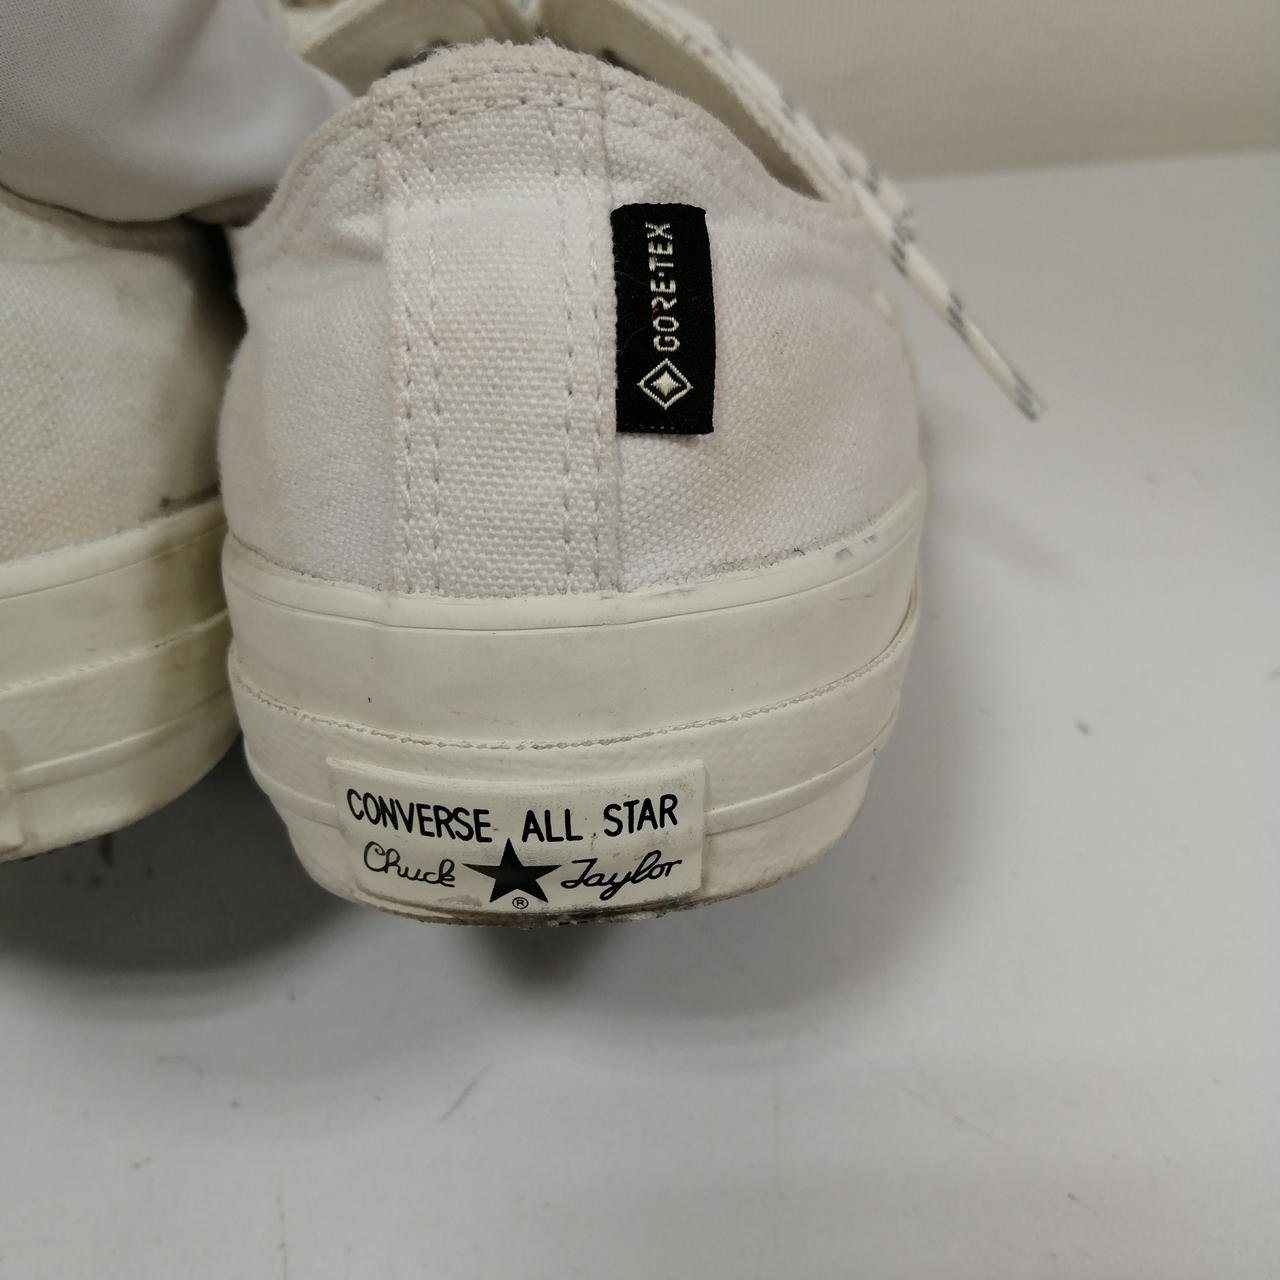 GORE-TEX
CONVERSE ALL STAR
Chuck Taylor
®